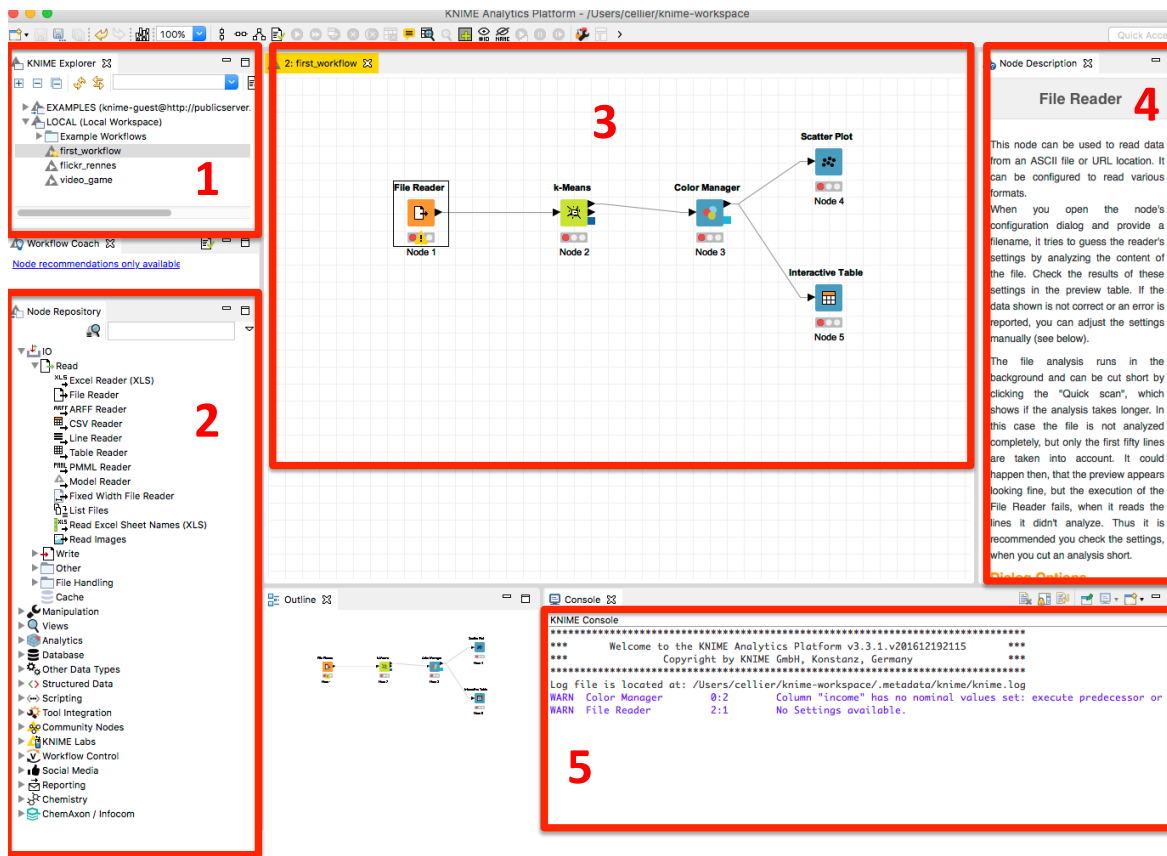 KNIME Analytics Platform - /Users/cellier/knime-workspace
100%
Quick Acce
KNIME Explorer
EXAMPLES (knime-guest@http://publicserver.
LOCAL (Local Workspace)
Example Workflows
first_workflow
flickr_rennes
video_game
1
Workflow Coach
Node recommendations only available
Node Repository
IO
Read
Excel Reader (XLS)
File Reader
ARFF Reader
CSV Reader
Line Reader
Table Reader
PMML Reader
Model Reader
Fixed Width File Reader
List Files
Read Excel Sheet Names (XLS)
Read Images
Write
Other
File Handling
Cache
Manipulation
Views
Analytics
Database
Other Data Types
Structured Data
Scripting
Tool Integration
Community Nodes
KNIME Labs
Workflow Control
Social Media
Reporting
Chemistry
ChemAxon / Infocom
2
2: first_workflow
3
File Reader
Node 1
k-Means
Node 2
Color Manager
Node 3
Scatter Plot
Node 4
Interactive Table
Node 5
Node Description
File Reader
4
This node can be used to read data
from an ASCII file or URL location. It
can be configured to read various
formats.
When you open the node's
configuration dialog and provide a
filename, it tries to guess the reader's
settings by analyzing the content of
the file. Check the results of these
settings in the preview table. If the
data shown is not correct or an error is
reported, you can adjust the settings
manually (see below).
The file analysis runs in the
background and can be cut short by
clicking the "Quick scan", which
shows if the analysis takes longer. In
this case the file is not analyzed
completely, but only the first fifty lines
are taken into account. It could
happen then, that the preview appears
looking fine, but the execution of the
File Reader fails, when it reads the
lines it didn't analyze. Thus it is
recommended you check the settings,
when you cut an analysis short.
Dialog Options
Outline
Console
KNIME Console
*** Welcome to the KNIME Analytics Platform v3.3.1.v201612192115 ***
*** Copyright by KNIME GmbH, Konstanz, Germany ***
Log file is located at: /Users/cellier/knime-workspace/.metadata/knime/knime.log
WARN Color Manager 0:2 Column "income" has no nominal values set: execute predecessor or
WARN File Reader 2:1 No Settings available.
5